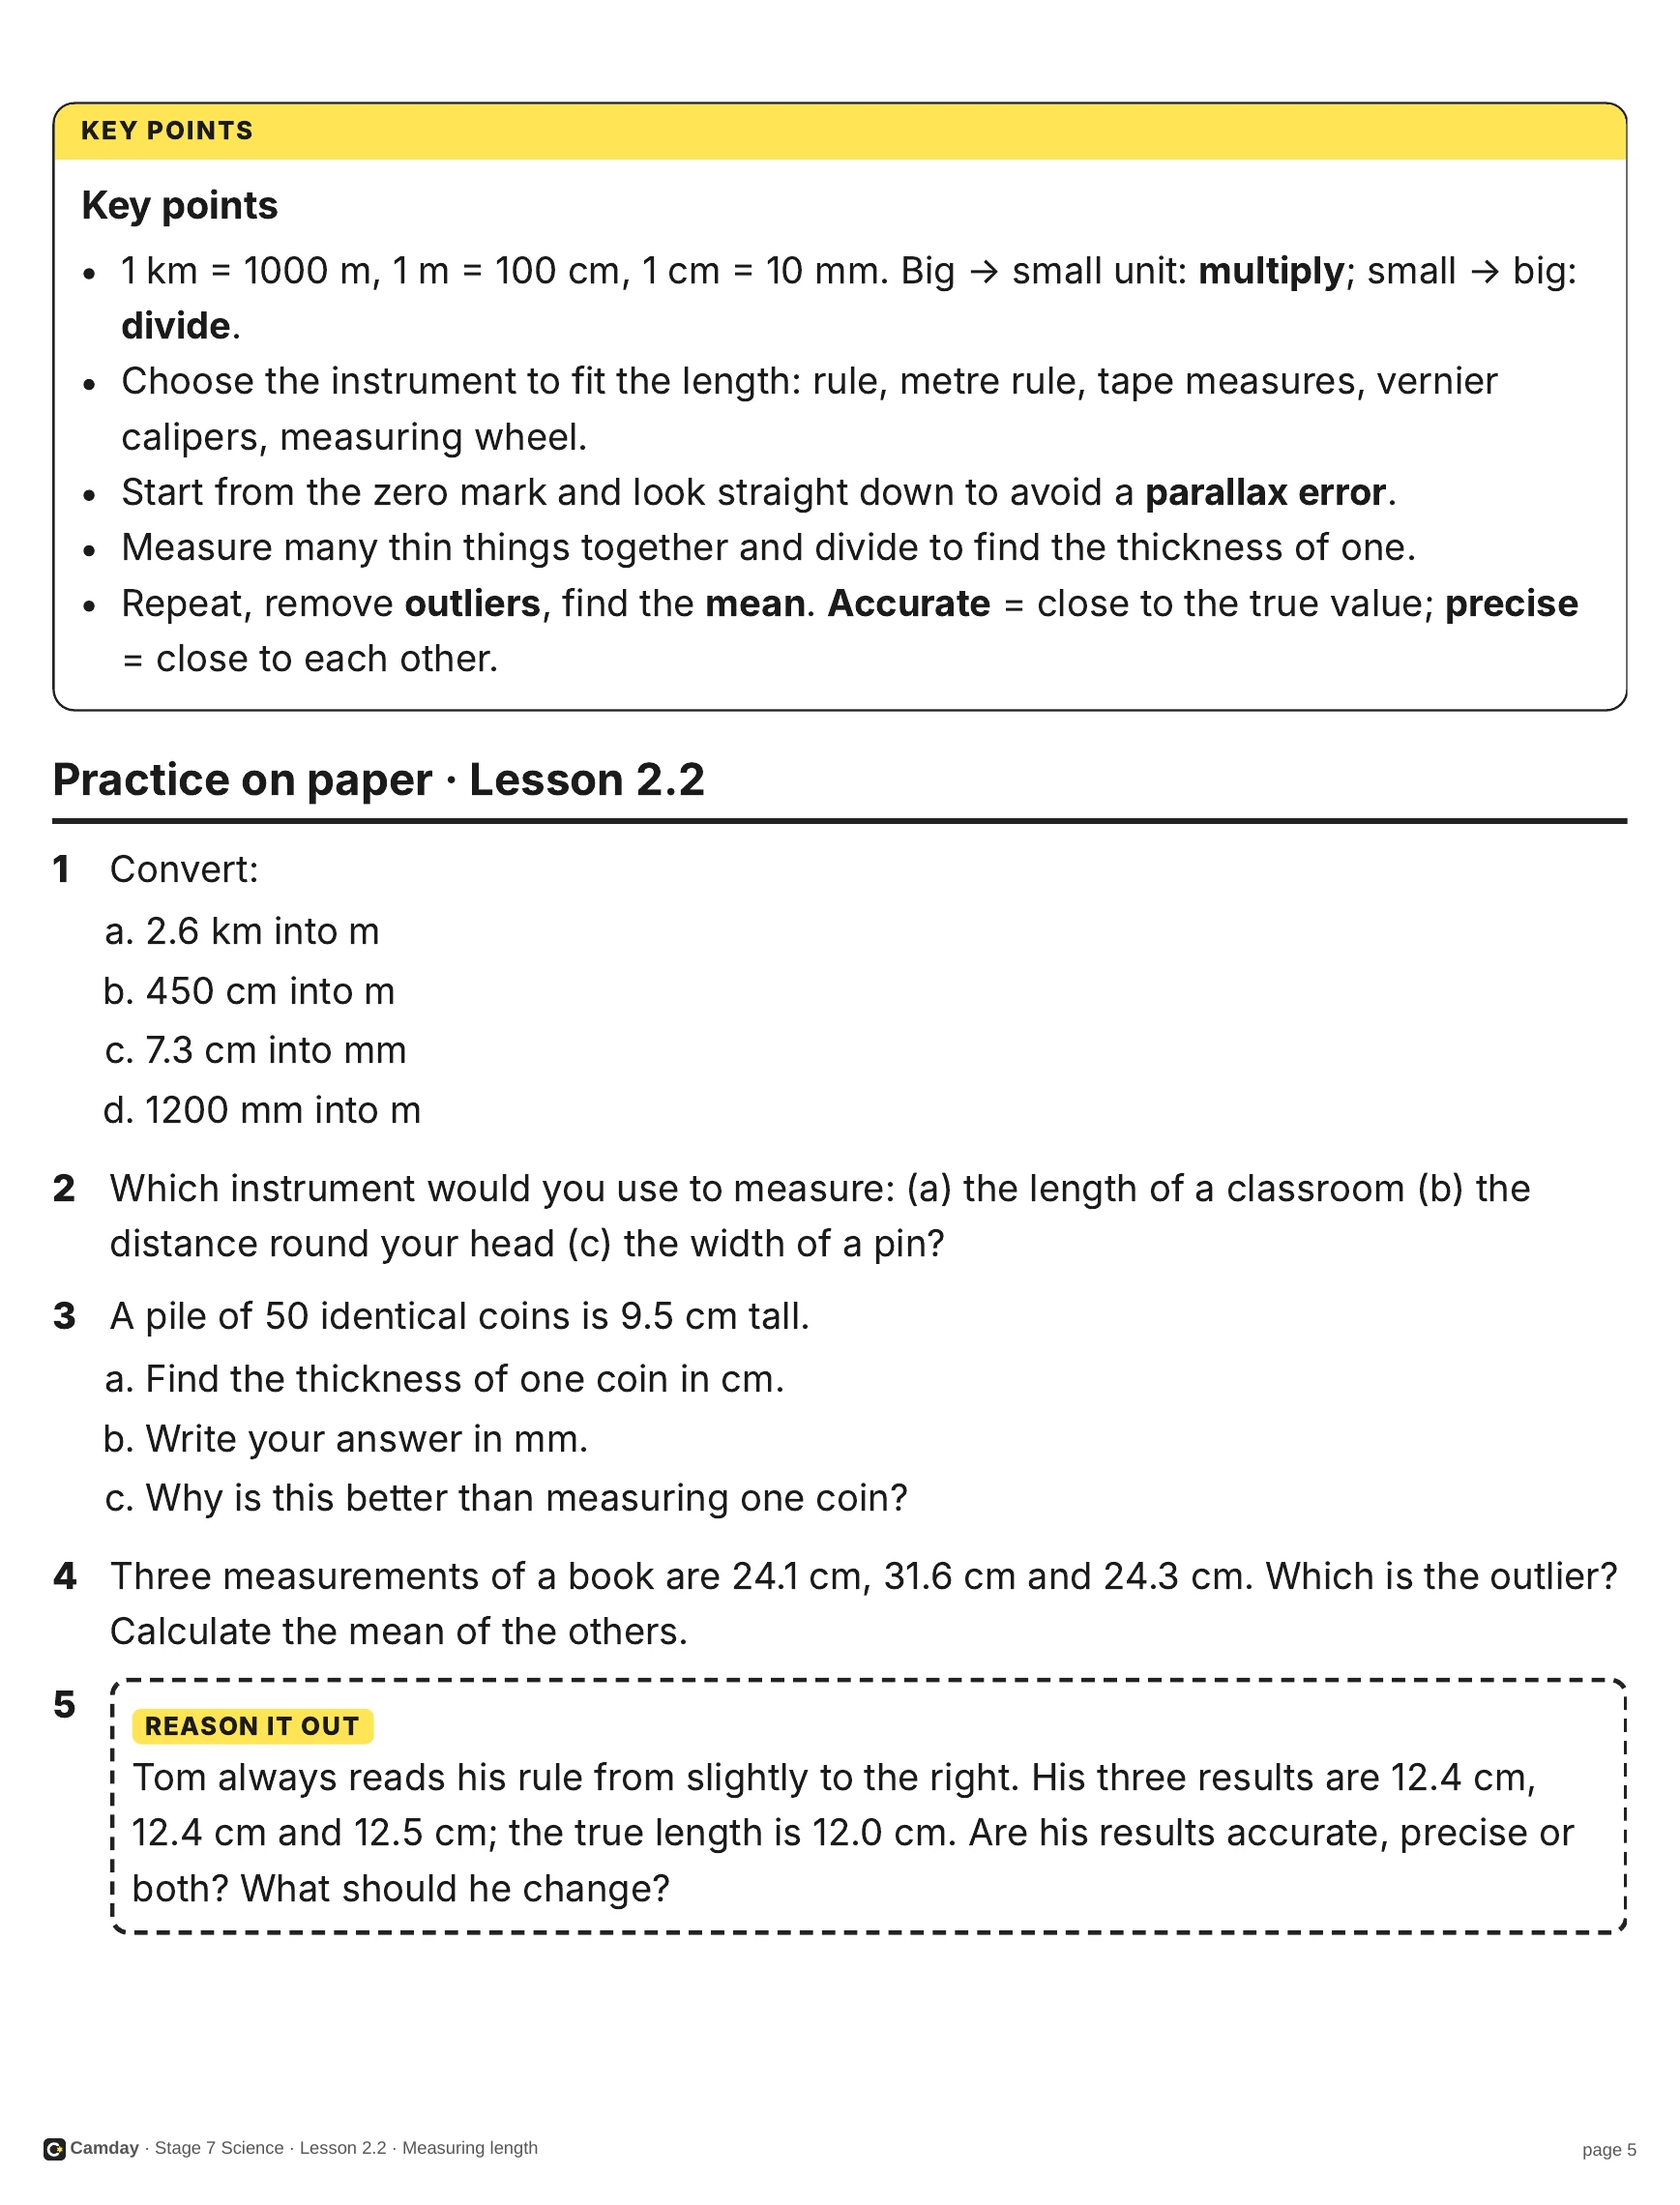 KEY POINTS
Key points
• 1 km = 1000 m, 1 m = 100 cm, 1 cm = 10 mm. Big → small unit: multiply; small → big:
divide.
• Choose the instrument to fit the length: rule, metre rule, tape measures, vernier
calipers, measuring wheel.
• Start from the zero mark and look straight down to avoid a parallax error.
• Measure many thin things together and divide to find the thickness of one.
• Repeat, remove outliers, find the mean. Accurate = close to the true value; precise
= close to each other.
Practice on paper · Lesson 2.2
1 Convert:
a. 2.6 km into m
b. 450 cm into m
c. 7.3 cm into mm
d. 1200 mm into m
2 Which instrument would you use to measure: (a) the length of a classroom (b) the
distance round your head (c) the width of a pin?
3 A pile of 50 identical coins is 9.5 cm tall.
a. Find the thickness of one coin in cm.
b. Write your answer in mm.
c. Why is this better than measuring one coin?
4 Three measurements of a book are 24.1 cm, 31.6 cm and 24.3 cm. Which is the outlier?
Calculate the mean of the others.
5 REASON IT OUT
Tom always reads his rule from slightly to the right. His three results are 12.4 cm,
12.4 cm and 12.5 cm; the true length is 12.0 cm. Are his results accurate, precise or
both? What should he change?
Camday · Stage 7 Science · Lesson 2.2 · Measuring length page 5